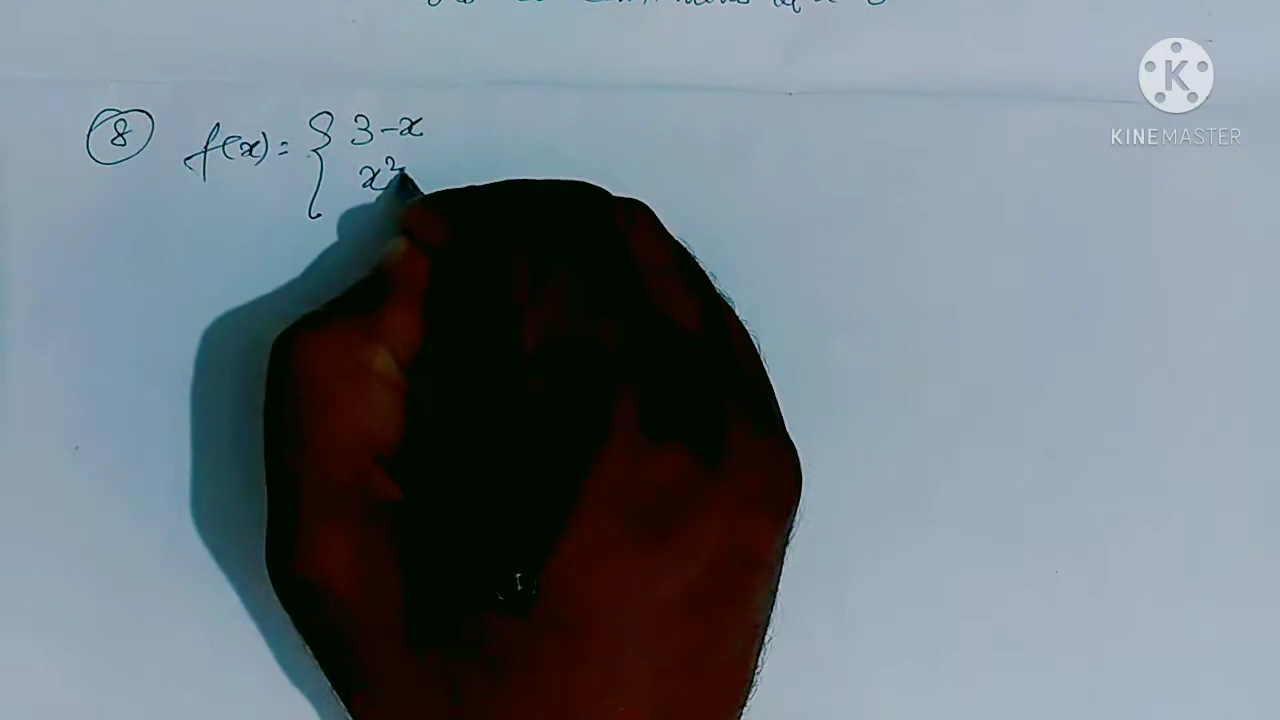 ⑧ f(x) = { 3-x
x²
K
KINEMASTER